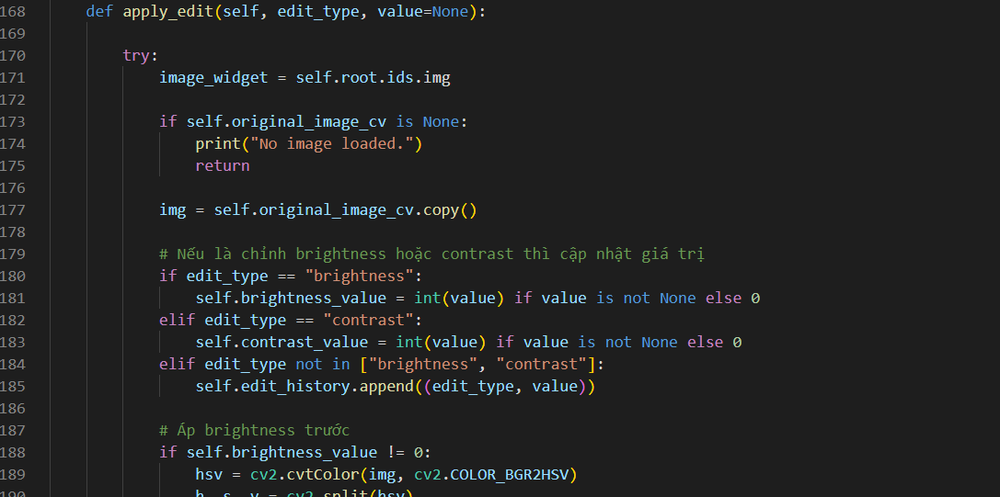 168 def apply_edit(self, edit_type, value=None):
169
170 try:
171 image_widget = self.root.ids.img
172
173 if self.original_image_cv is None:
174 print("No image loaded.")
175 return
176
177 img = self.original_image_cv.copy()
178
179 # Nếu là chỉnh brightness hoặc contrast thì cập nhật giá trị
180 if edit_type == "brightness":
181 self.brightness_value = int(value) if value is not None else 0
182 elif edit_type == "contrast":
183 self.contrast_value = int(value) if value is not None else 0
184 elif edit_type not in ["brightness", "contrast"]:
185 self.edit_history.append((edit_type, value))
186
187 # Áp brightness trước
188 if self.brightness_value != 0:
189 hsv = cv2.cvtColor(img, cv2.COLOR_BGR2HSV)
190 h, s, v = cv2.split(hsv)